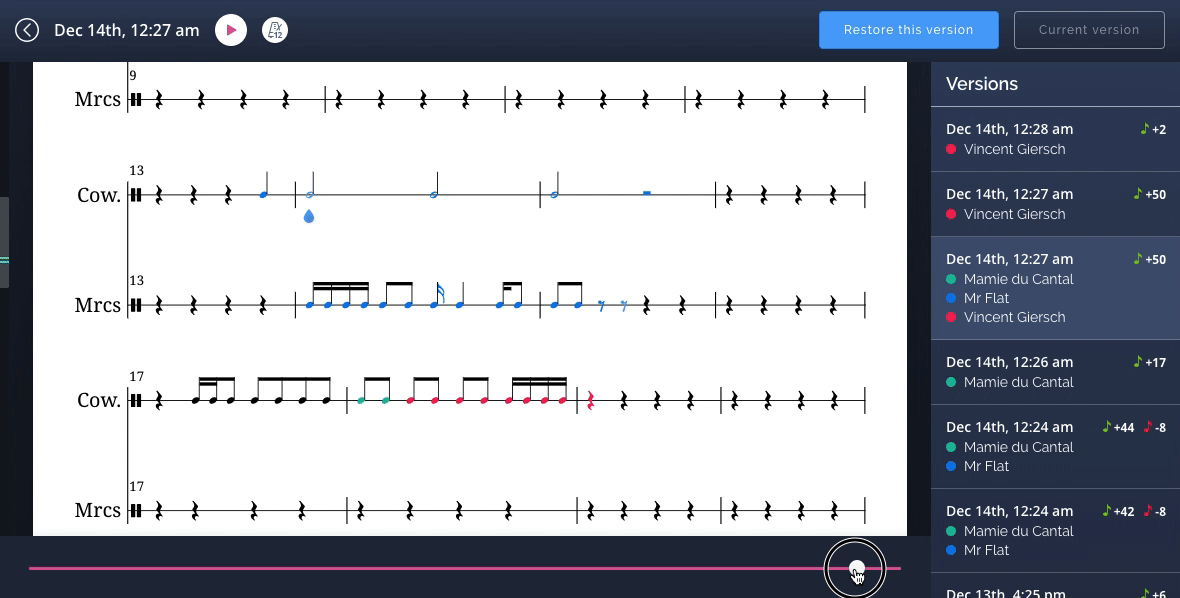 Dec 14th, 12:27 am
Restore this version
Current version
9
Mrcs
13
Cow.
13
Mrcs
17
Cow.
17
Mrcs
Versions
Dec 14th, 12:28 am +2
Vincent Giersch
Dec 14th, 12:27 am +50
Vincent Giersch
Dec 14th, 12:27 am +50
Mamie du Cantal
Mr Flat
Vincent Giersch
Dec 14th, 12:26 am +17
Mamie du Cantal
Dec 14th, 12:24 am +44 -8
Mamie du Cantal
Mr Flat
Dec 14th, 12:24 am +42 -8
Mamie du Cantal
Mr Flat
Dec 13th, 4:25 pm +6